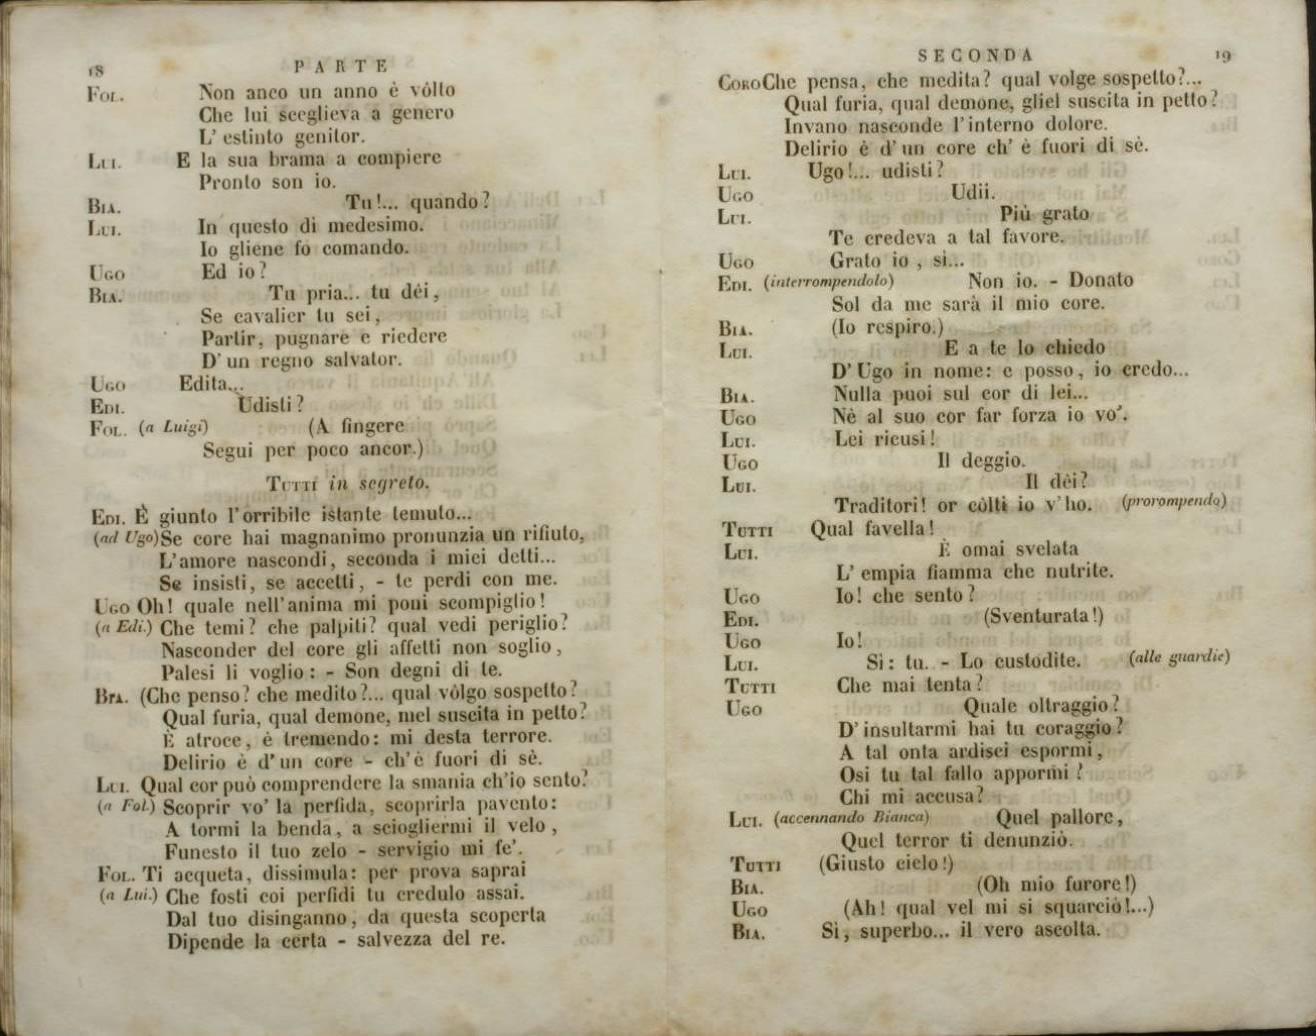 18 PARTE
FOL. Non anco un anno è vôlto
Che lui sceglieva a genero
L' estinto genitor.
LUI. E la sua brama a compiere
Pronto son io.
BIA. Tu!... quando?
LUI. In questo dì medesimo.
Io gliene fo comando.
UGO Ed io?
BIA. Tu pria... tu dêi,
Se cavalier tu sei,
Partir, pugnare e riedere
D' un regno salvator.
UGO Edita...
EDI. Udisti?
FOL. (a Luigi) (A fingere
Segui per poco ancor.)
TUTTI in segreto.
EDI. È giunto l'orribile istante temuto...
(ad Ugo) Se core hai magnanimo pronunzia un rifiuto,
L'amore nascondi, seconda i miei detti...
Se insisti, se accetti, - te perdi con me.
UGO Oh! quale nell'anima mi poni scompiglio!
(a Edi.) Che temi? che palpiti? qual vedi periglio?
Nasconder del core gli affetti non soglio,
Palesi li voglio: - Son degni di te.
BIA. (Che penso? che medito?... qual vôlgo sospetto?
Qual furia, qual demone, mel suscita in petto?
È atroce, è tremendo: mi desta terrore.
Delirio è d' un core - ch'è fuori di sè.
LUI. Qual cor può comprendere la smania ch'io sento?
(a Fol.) Scoprir vo' la perfida, scoprirla pavento:
A tormi la benda, a sciogliermi il velo,
Funesto il tuo zelo - servigio mi fe'.
FOL. Ti acqueta, dissimula: per prova saprai
(a Lui.) Che fosti coi perfidi tu credulo assai.
Dal tuo disinganno, da questa scoperta
Dipende la certa - salvezza del re.
SECONDA 19
CORO Che pensa, che medita? qual volge sospetto?...
Qual furia, qual demone, gliel suscita in petto?
Invano nasconde l'interno dolore.
Delirio è d' un core ch' è fuori di sè.
LUI. Ugo!... udisti?
UGO Udii.
LUI. Più grato
Te credeva a tal favore.
UGO Grato io, sì...
EDI. (interrompendolo) Non io. - Donato
Sol da me sarà il mio core.
BIA. (Io respiro.)
LUI. E a te lo chiedo
D' Ugo in nome: e posso, io credo...
BIA. Nulla puoi sul cor di lei...
UGO Nè al suo cor far forza io vo'.
LUI. Lei ricusi!
UGO Il deggio.
LUI. Il dêi?
Traditori! or côlti io v' ho. (prorompendo)
TUTTI Qual favella!
LUI. È omai svelata
L' empia fiamma che nutrite.
UGO Io! che sento?
EDI. (Sventurata!)
UGO Io!
LUI. Sì: tu. - Lo custodite. (alle guardie)
TUTTI Che mai tenta?
UGO Quale oltraggio?
D' insultarmi hai tu coraggio?
A tal onta ardisci espormi,
Osi tu tal fallo appormi?
Chi mi accusa?
LUI. (accennando Bianca) Quel pallore,
Quel terror ti denunziò.
TUTTI (Giusto cielo!)
BIA. (Oh mio furore!)
UGO (Ah! qual vel mi si squarciò!...)
BIA. Sì, superbo... il vero ascolta.